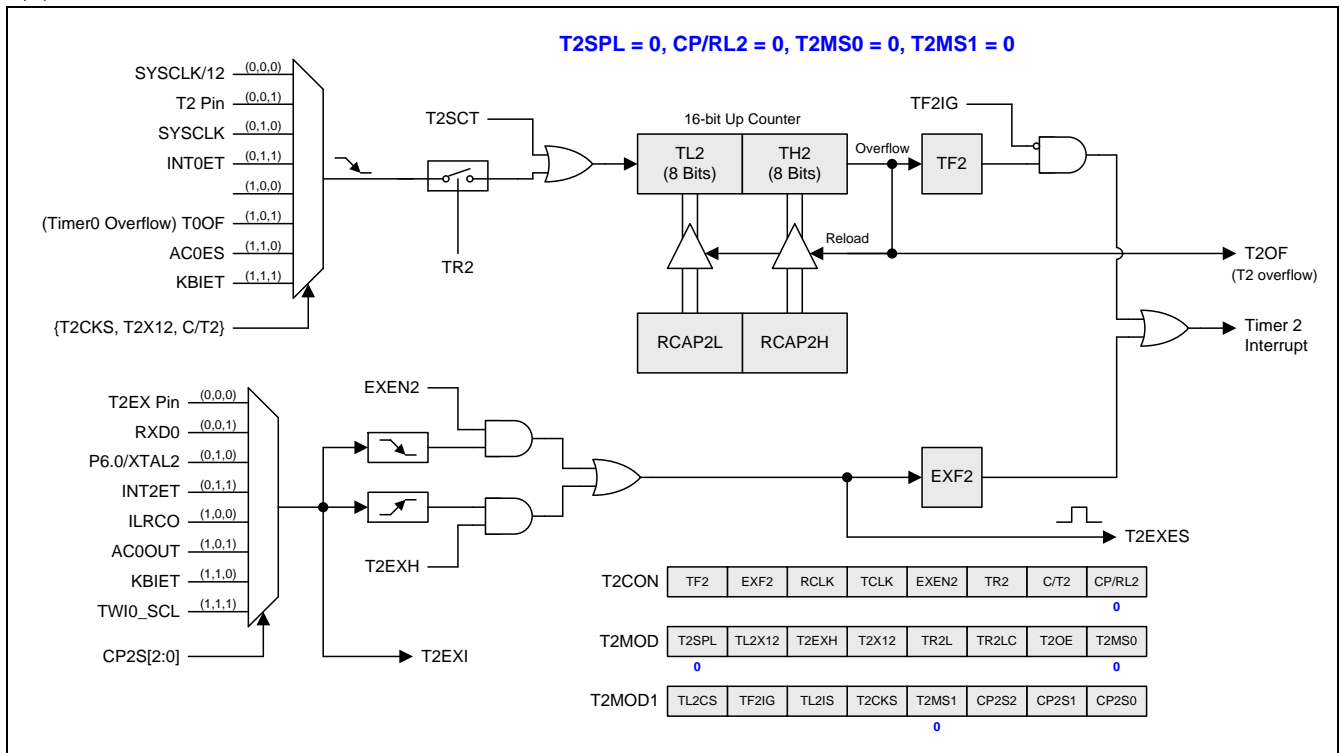 T2SPL = 0, CP/RL2 = 0, T2MS0 = 0, T2MS1 = 0
SYSCLK/12 (0,0,0)
T2 Pin (0,0,1)
SYSCLK (0,1,0)
INT0ET (0,1,1)
(1,0,0)
(Timer0 Overflow) T0OF (1,0,1)
AC0ES (1,1,0)
KBIET (1,1,1)
{T2CKS, T2X12, C/T2}
TR2
T2SCT
16-bit Up Counter
TL2
(8 Bits)
TH2
(8 Bits)
Overflow
TF2
TF2IG
Reload
T2OF
(T2 overflow)
RCAP2L
RCAP2H
Timer 2
Interrupt
T2EX Pin (0,0,0)
RXD0 (0,0,1)
P6.0/XTAL2 (0,1,0)
INT2ET (0,1,1)
ILRCO (1,0,0)
AC0OUT (1,0,1)
KBIET (1,1,0)
TWI0_SCL (1,1,1)
CP2S[2:0]
EXEN2
T2EXH
T2EXI
EXF2
T2EXES
T2CON TF2 EXF2 RCLK TCLK EXEN2 TR2 C/T2 CP/RL2
0
T2MOD T2SPL TL2X12 T2EXH T2X12 TR2L TR2LC T2OE T2MS0
0 0
T2MOD1 TL2CS TF2IG TL2IS T2CKS T2MS1 CP2S2 CP2S1 CP2S0
0